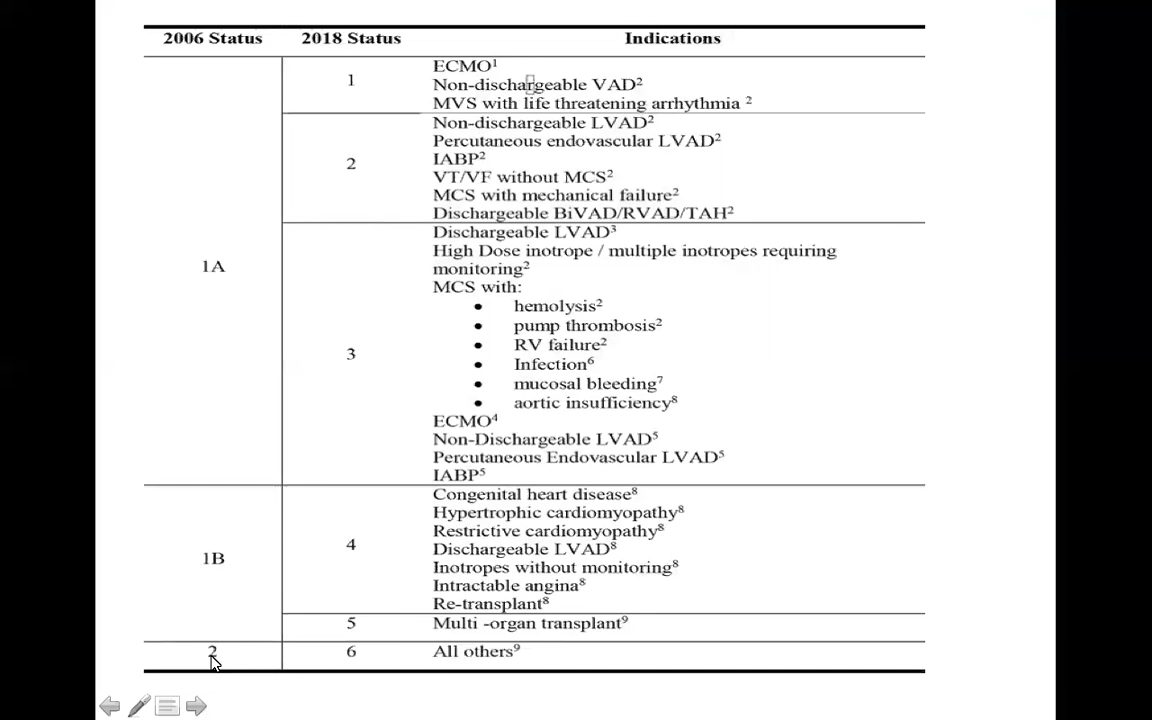 2006 Status 2018 Status Indications
1A
1
ECMO¹
Non-dischargeable VAD²
MVS with life threatening arrhythmia ²
2
Non-dischargeable LVAD²
Percutaneous endovascular LVAD²
IABP²
VT/VF without MCS²
MCS with mechanical failure²
Dischargeable BiVAD/RVAD/TAH²
3
Dischargeable LVAD³
High Dose inotrope / multiple inotropes requiring
monitoring²
MCS with:
• hemolysis²
• pump thrombosis²
• RV failure²
• Infection⁶
• mucosal bleeding⁷
• aortic insufficiency⁸
ECMO⁴
Non-Dischargeable LVAD⁵
Percutaneous Endovascular LVAD⁵
IABP⁵
1B
4
Congenital heart disease⁸
Hypertrophic cardiomyopathy⁸
Restrictive cardiomyopathy⁸
Dischargeable LVAD⁸
Inotropes without monitoring⁸
Intractable angina⁸
Re-transplant⁸
5 Multi -organ transplant⁹
2 6 All others⁹